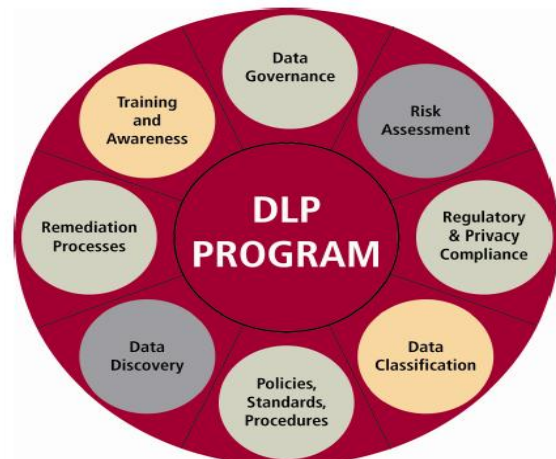 Data
Governance
Training
and
Awareness
Risk
Assessment
DLP
PROGRAM
Remediation
Processes
Regulatory
& Privacy
Compliance
Data
Discovery
Data
Classification
Policies,
Standards,
Procedures